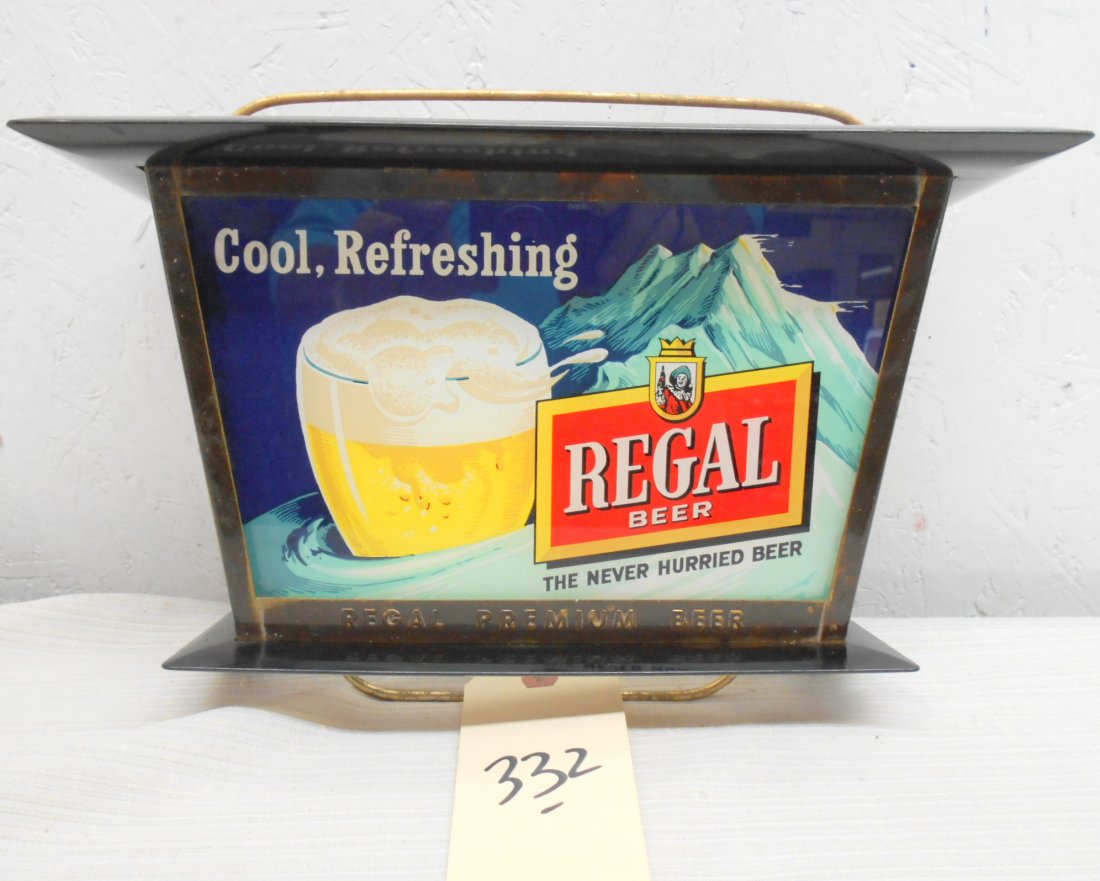 Cool, Refreshing
REGAL
BEER
THE NEVER HURRIED BEER
REGAL PREMIUM BEER
332